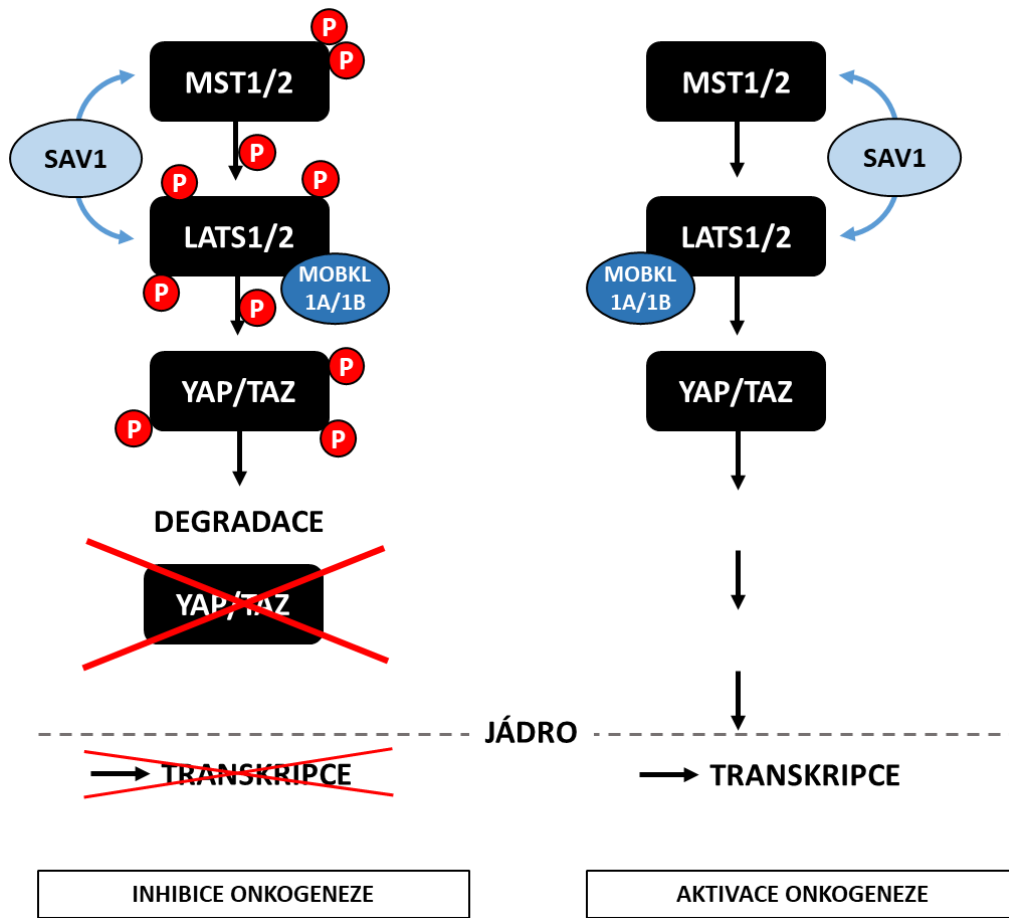 P
P
MST1/2
P
SAV1
P
P
LATS1/2
MOBKL
1A/1B
P
P
YAP/TAZ
P
P
P
DEGRADACE
YAP/TAZ
MST1/2
SAV1
LATS1/2
MOBKL
1A/1B
YAP/TAZ
JÁDRO
TRANSKRIPCE
TRANSKRIPCE
INHIBICE ONKOGENEZE
AKTIVACE ONKOGENEZE